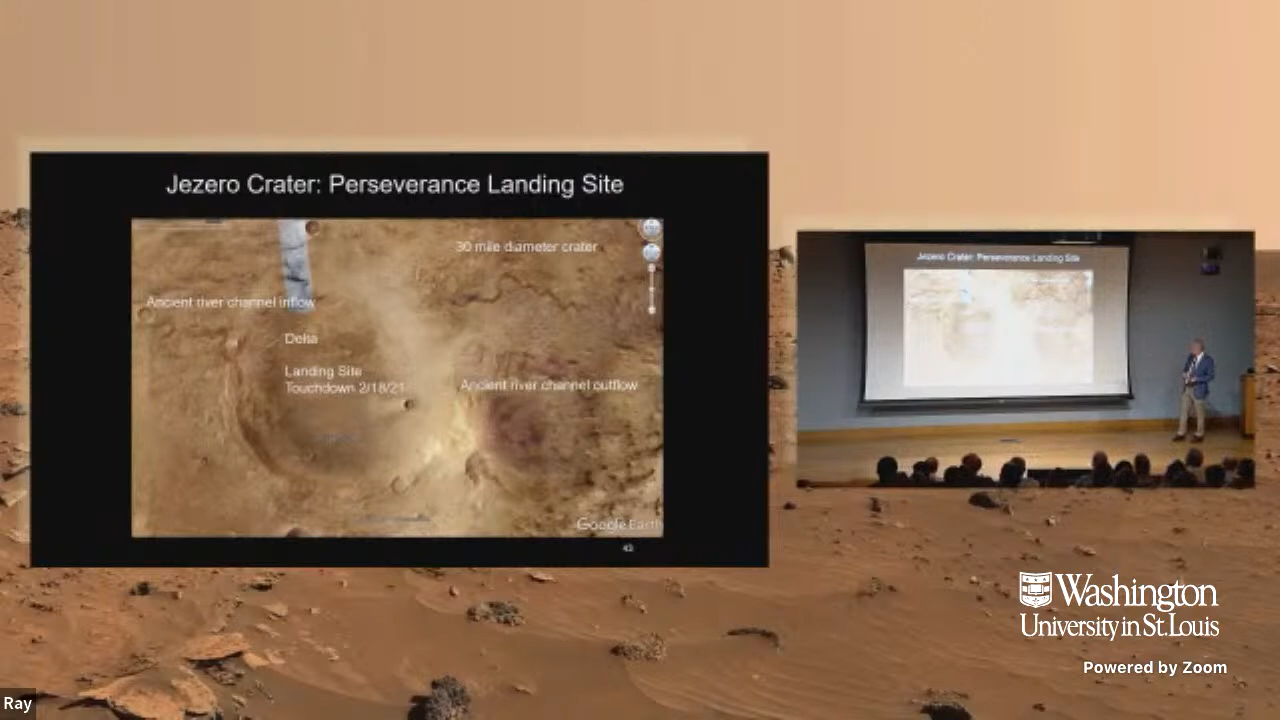 Jezero Crater: Perseverance Landing Site
30 mile diameter crater
Ancient river channel inflow
Delta
Landing Site
Touchdown 2/18/21
Ancient river channel outflow
Google Earth
43
Jezero Crater: Perseverance Landing Site
Washington
University in St. Louis
Powered by Zoom
Ray